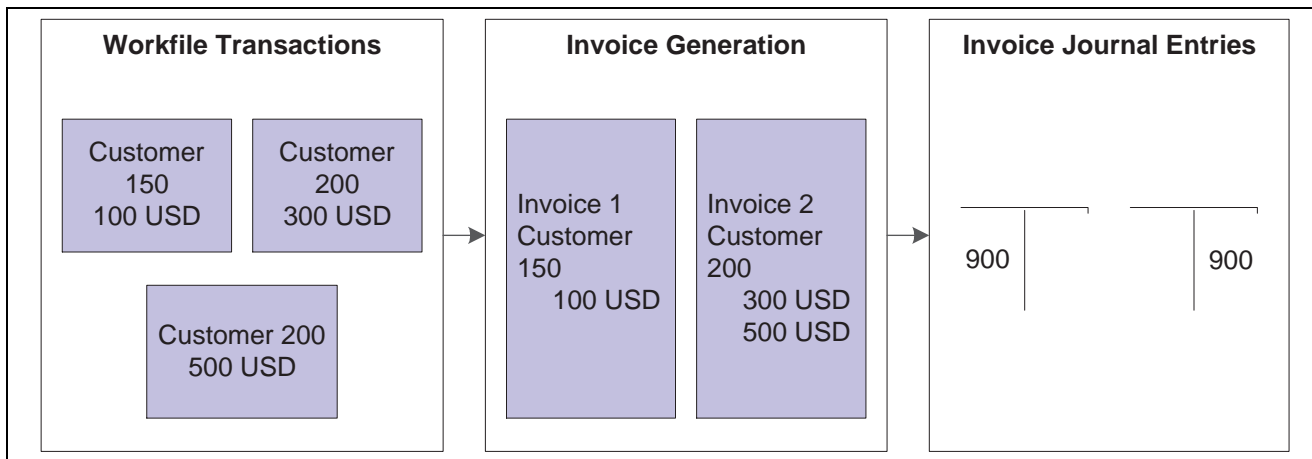 Workfile Transactions
Customer
150
100 USD
Customer
200
300 USD
Customer 200
500 USD
Invoice Generation
Invoice 1
Customer
150
100 USD
Invoice 2
Customer
200
300 USD
500 USD
Invoice Journal Entries
900
900